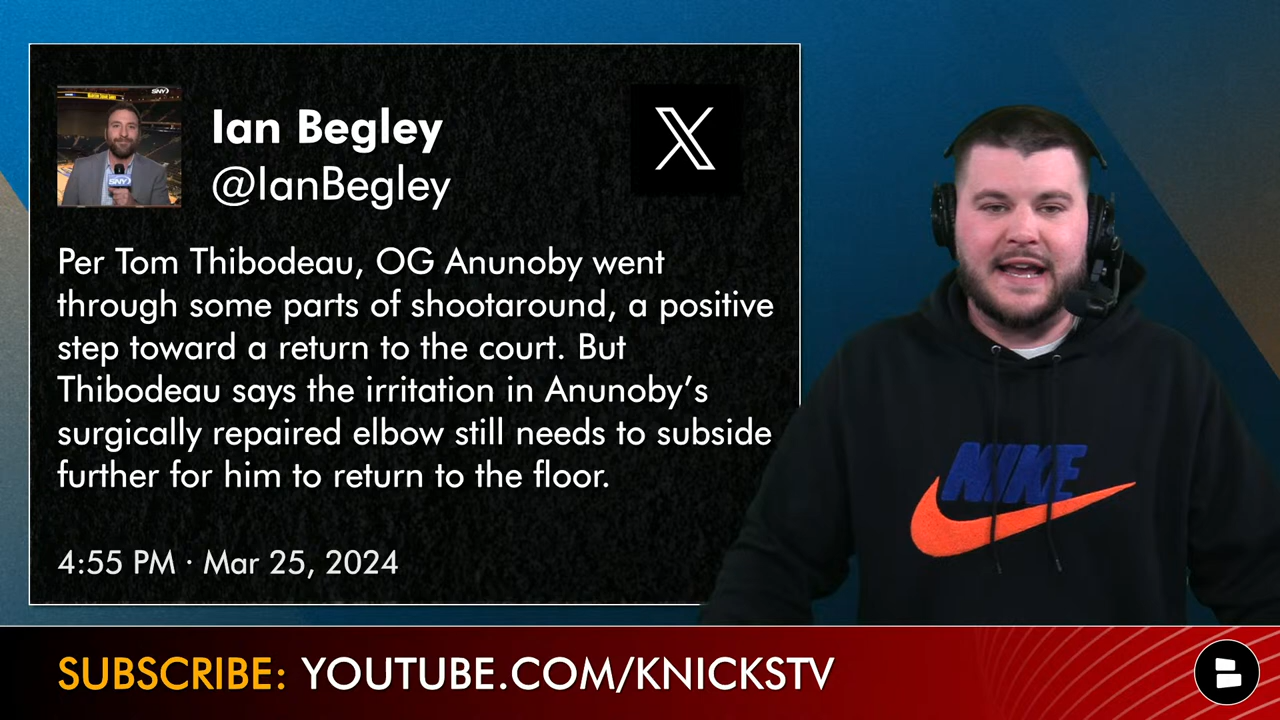 SNY
Ian Begley
@IanBegley
Per Tom Thibodeau, OG Anunoby went
through some parts of shootaround, a positive
step toward a return to the court. But
Thibodeau says the irritation in Anunoby’s
surgically repaired elbow still needs to subside
further for him to return to the floor.
4:55 PM · Mar 25, 2024
NIKE
SUBSCRIBE: YOUTUBE.COM/KNICKSTV